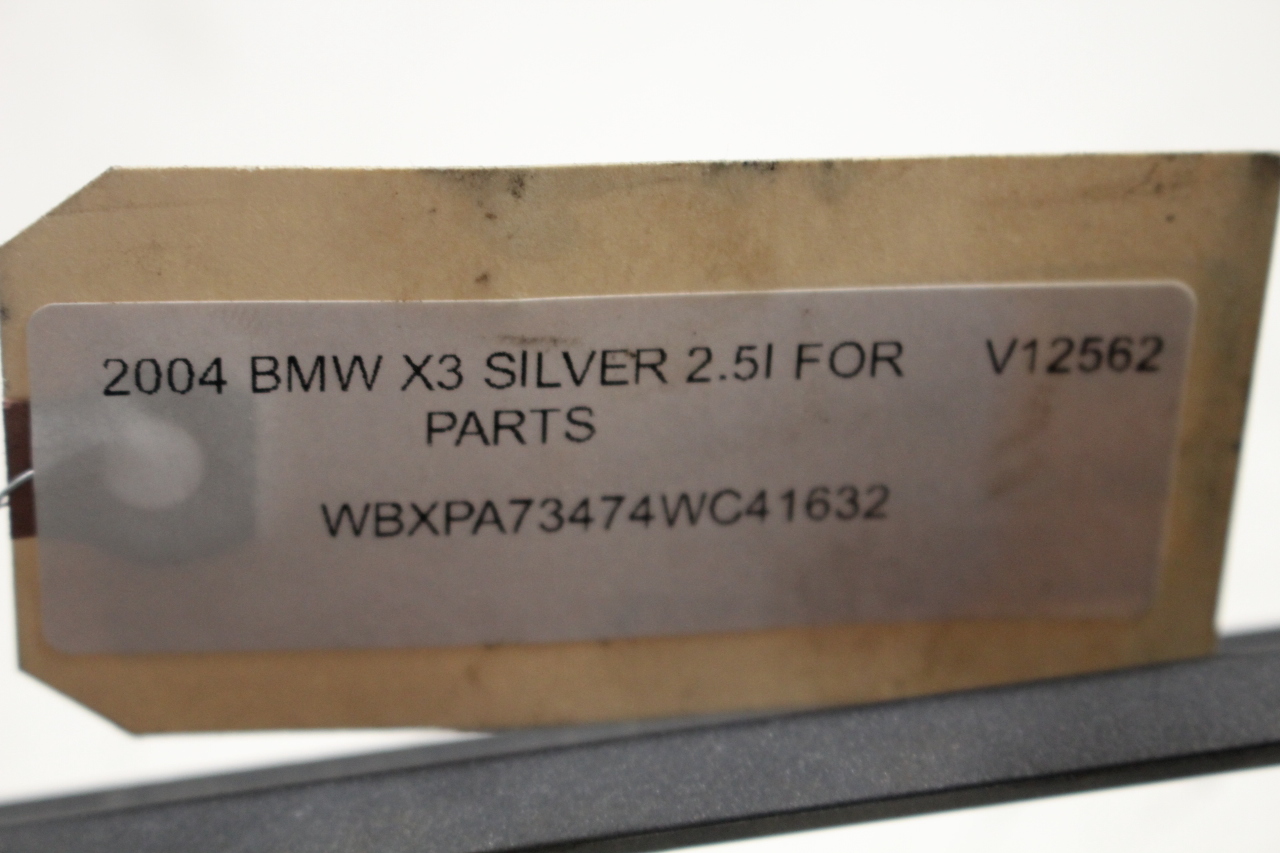 2004 BMW X3 SILVER 2.5I FOR V12562
PARTS
WBXPA73474WC41632